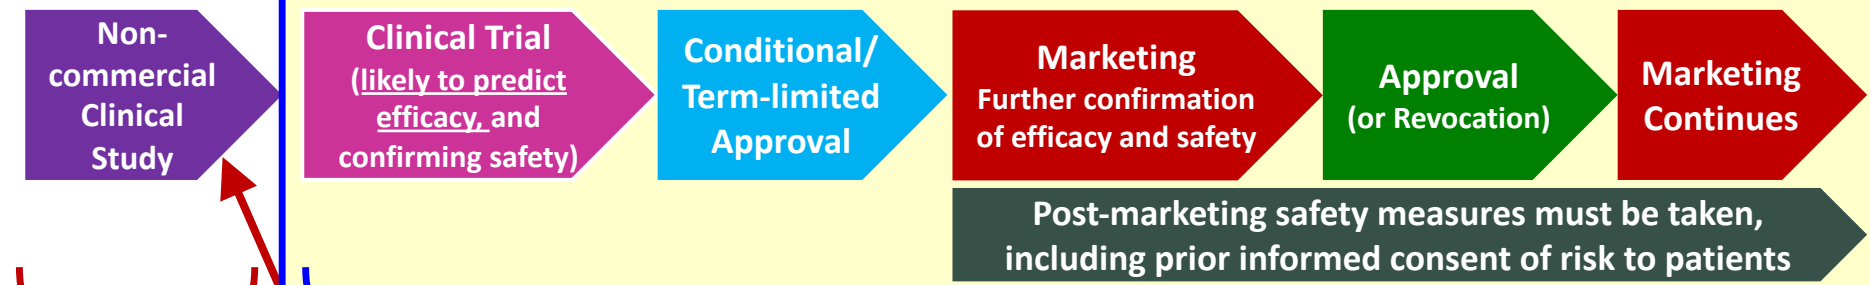 Non-
commercial
Clinical
Study
Clinical Trial
(likely to predict
efficacy, and
confirming safety)
Conditional/
Term-limited
Approval
Marketing
Further confirmation
of efficacy and safety
Approval
(or Revocation)
Marketing
Continues
Post-marketing safety measures must be taken,
including prior informed consent of risk to patients